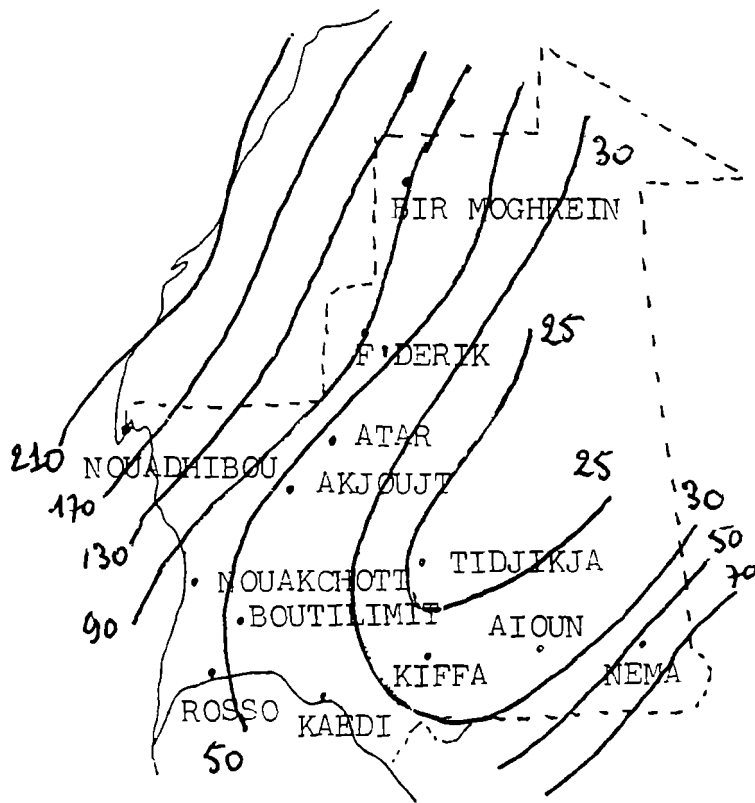 30
BIR MOGHREIN
25
F'DERIK
ATAR
210
NOUADHIBOU
25
AKJOUJT
170
30
130
50
TIDJIKJA
NOUAKCHOTT
70
90
BOUTILIMIT
AIOUN
KIFFA
NEMA
ROSSO
KAEDI
50